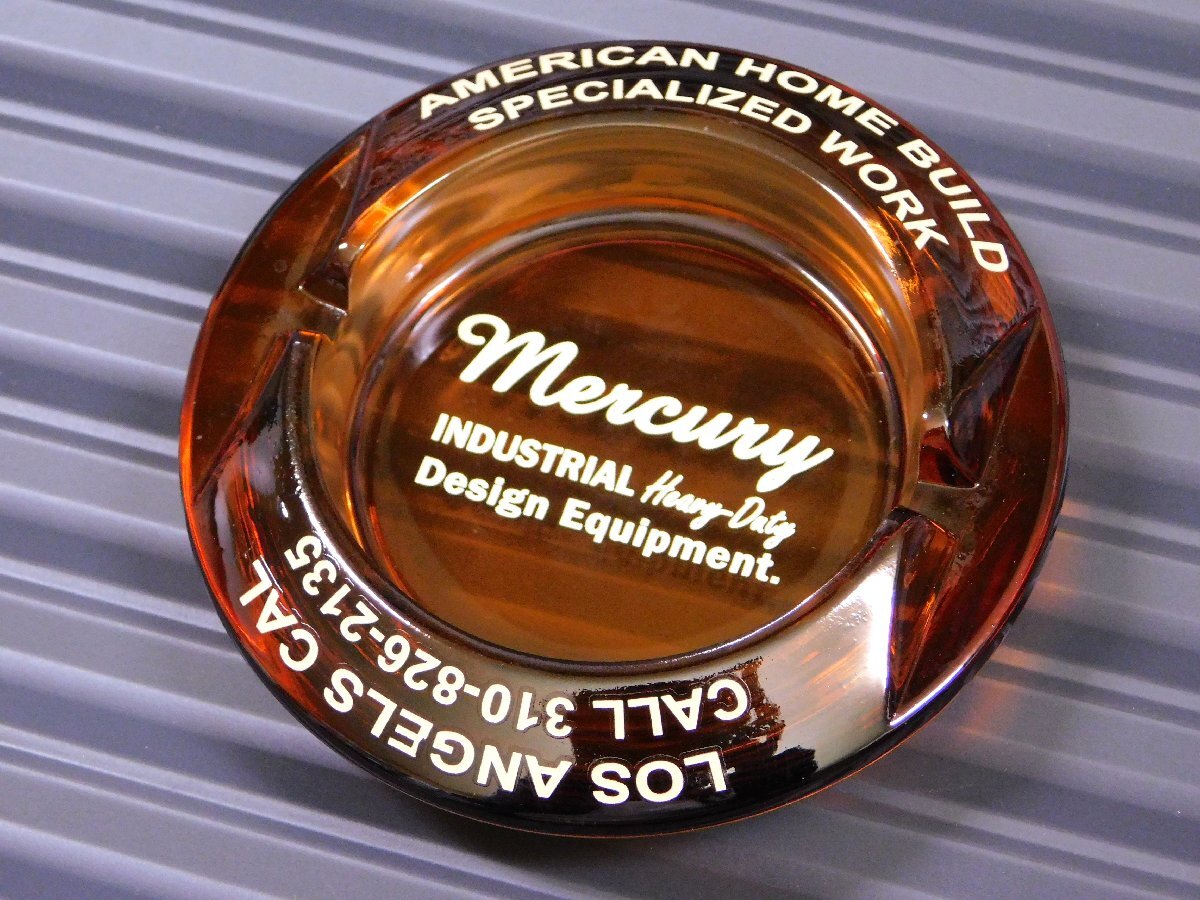 AMERICAN HOME BUILD
SPECIALIZED WORK
Mercury
INDUSTRIAL Heavy-Duty
Design Equipment.
LOS ANGELS CAL
CALL 310-826-2135